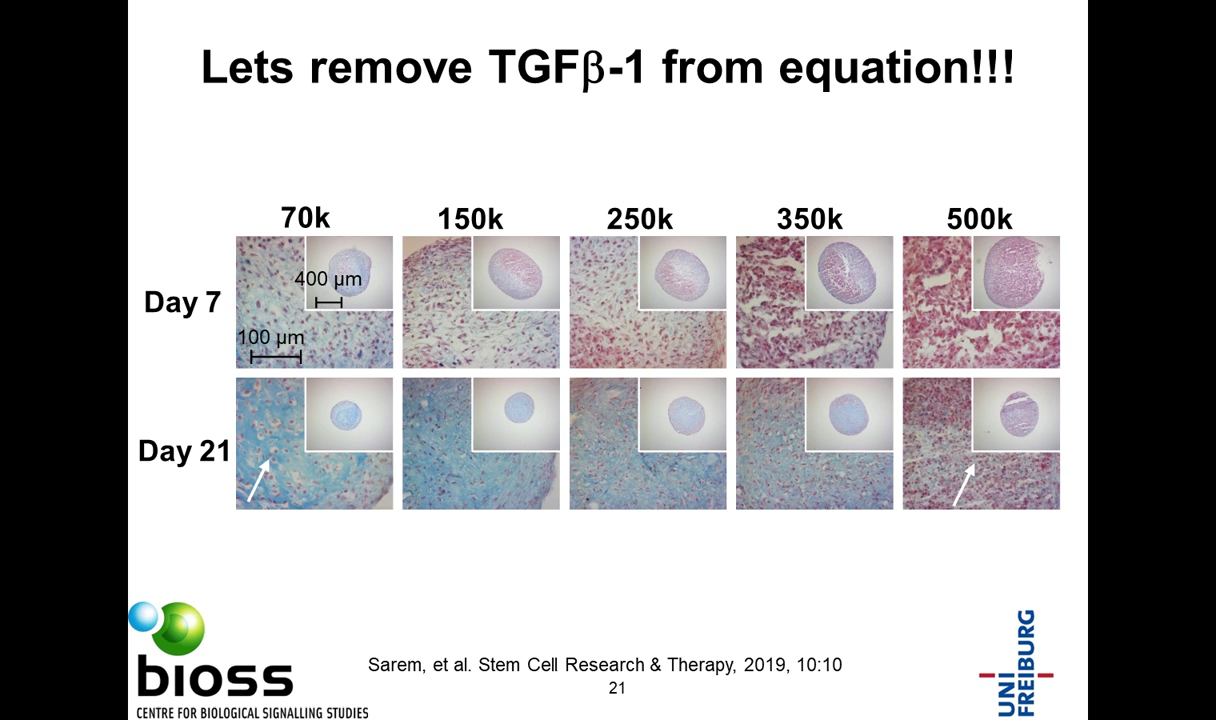 Lets remove TGFβ-1 from equation!!!
70k 150k 250k 350k 500k
Day 7
400 µm
100 µm
Day 21
bioss
CENTRE FOR BIOLOGICAL SIGNALLING STUDIES
Sarem, et al. Stem Cell Research & Therapy, 2019, 10:10
21
UNI
FREIBURG